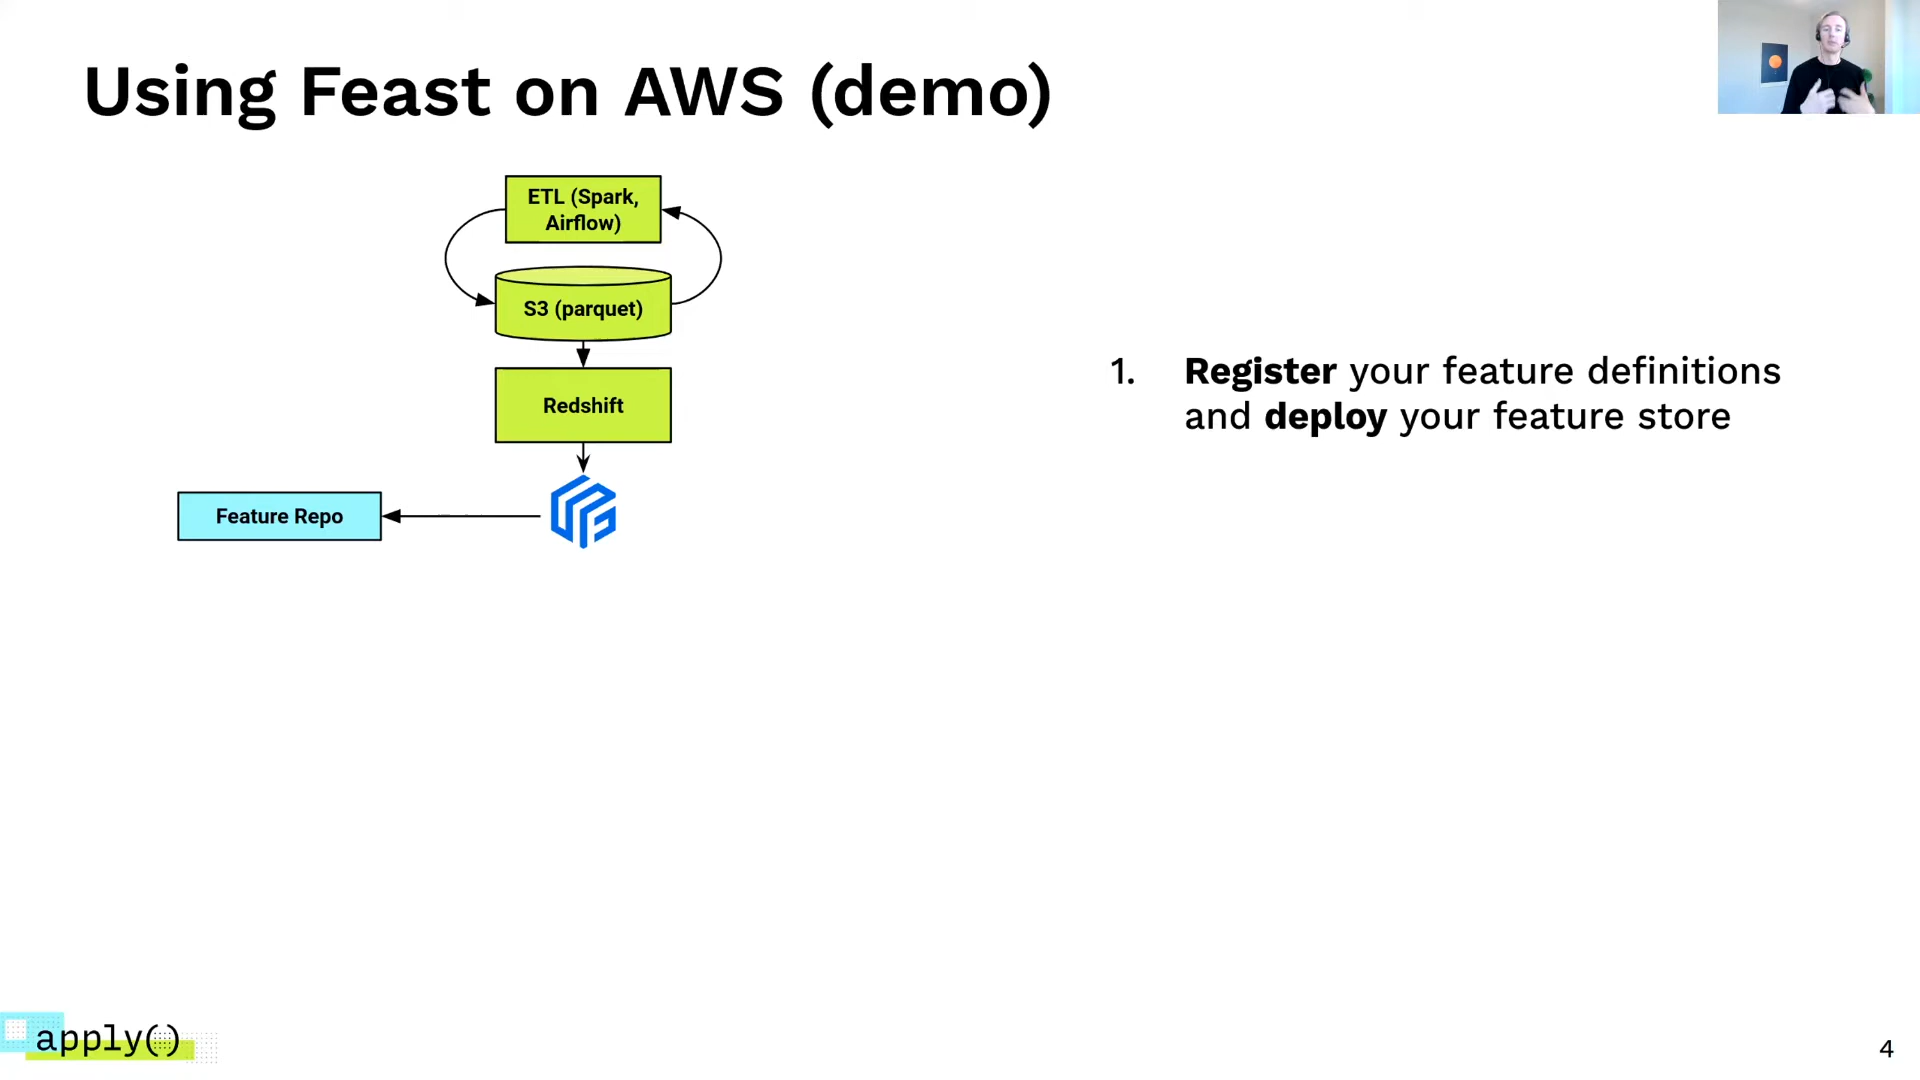 Using Feast on AWS (demo)
ETL (Spark,
Airflow)
S3 (parquet)
Redshift
Feature Repo
1. Register your feature definitions
and deploy your feature store
apply()
4